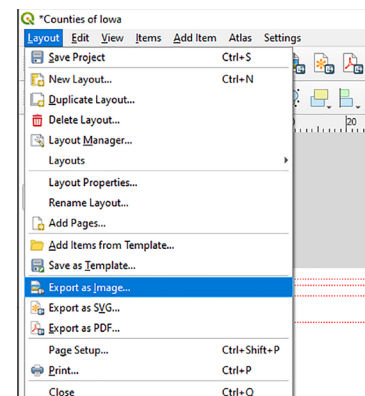 *Counties of Iowa
Layout Edit View Items Add Item Atlas Settings
Save Project Ctrl+S
New Layout... Ctrl+N
Duplicate Layout...
Delete Layout...
Layout Manager...
Layouts
Layout Properties...
Rename Layout...
Add Pages...
Add Items from Template...
Save as Template...
Export as Image...
Export as SVG...
Export as PDF...
Page Setup... Ctrl+Shift+P
Print... Ctrl+P
Close Ctrl+Q
20